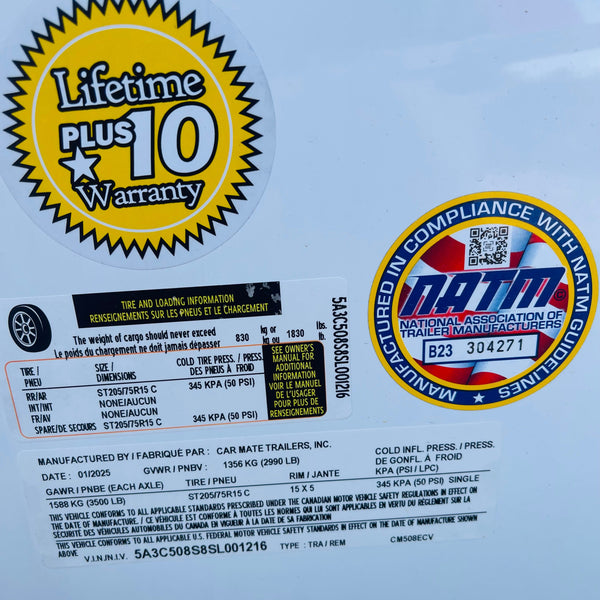 Lifetime
PLUS 10
Warranty
MANUFACTURED IN COMPLIANCE WITH NATM GUIDELINES
NATM
NATIONAL ASSOCIATION OF
TRAILER MANUFACTURERS
B23 304271
TIRE AND LOADING INFORMATION
RENSEIGNEMENTS SUR LES PNEUS ET LE CHARGEMENT
The weight of cargo should never exceed 830 kg or 1830 lbs.
Le poids du chargement ne doit jamais dépasser kg ou lb.
TIRE / SIZE / COLD TIRE PRESS. / PRESS.
PNEU DIMENSIONS DES PNEUS À FROID
RR/AR ST205/75R15 C 345 KPA (50 PSI)
INT/INT NONE/AUCUN
FR/AV NONE/AUCUN
SPARE/DE SECOURS ST205/75R15 C 345 KPA (50 PSI)
SEE OWNER'S
MANUAL FOR
ADDITIONAL
INFORMATION
VOIR LE MANUEL
DE L'USAGER
POUR PLUS DE
RENSEIGNEMENTS
5A3C508S8SL001216
MANUFACTURED BY / FABRIQUÉ PAR : CAR MATE TRAILERS, INC.
DATE : 01/2025 GVWR / PNBV : 1356 KG (2990 LB) COLD INFL. PRESS. / PRESS.
DE GONFL. À FROID
GAWR / PNBE (EACH AXLE) TIRE / PNEU RIM / JANTE KPA (PSI / LPC)
1588 KG (3500 LB) ST205/75R15 C 15 X 5 345 KPA (50 PSI) SINGLE
THIS VEHICLE CONFORMS TO ALL APPLICABLE STANDARDS PRESCRIBED UNDER THE CANADIAN MOTOR VEHICLE SAFETY REGULATIONS IN EFFECT ON
THE DATE OF MANUFACTURE. / CE VÉHICULE EST CONFORME À TOUTES LES NORMES QUI LUI SONT APPLICABLES EN VERTU DU RÈGLEMENT SUR LA
SÉCURITÉ DES VÉHICULES AUTOMOBILES DU CANADA EN VIGUEUR À LA DATE DE SA FABRICATION
THIS VEHICLE CONFORMS TO ALL APPLICABLE U.S. FEDERAL MOTOR VEHICLE SAFETY STANDARDS IN EFFECT ON THE DATE OF MANUFACTURE SHOWN
ABOVE
V.I.N./N.I.V. 5A3C508S8SL001216 TYPE : TRA / REM CM508ECV